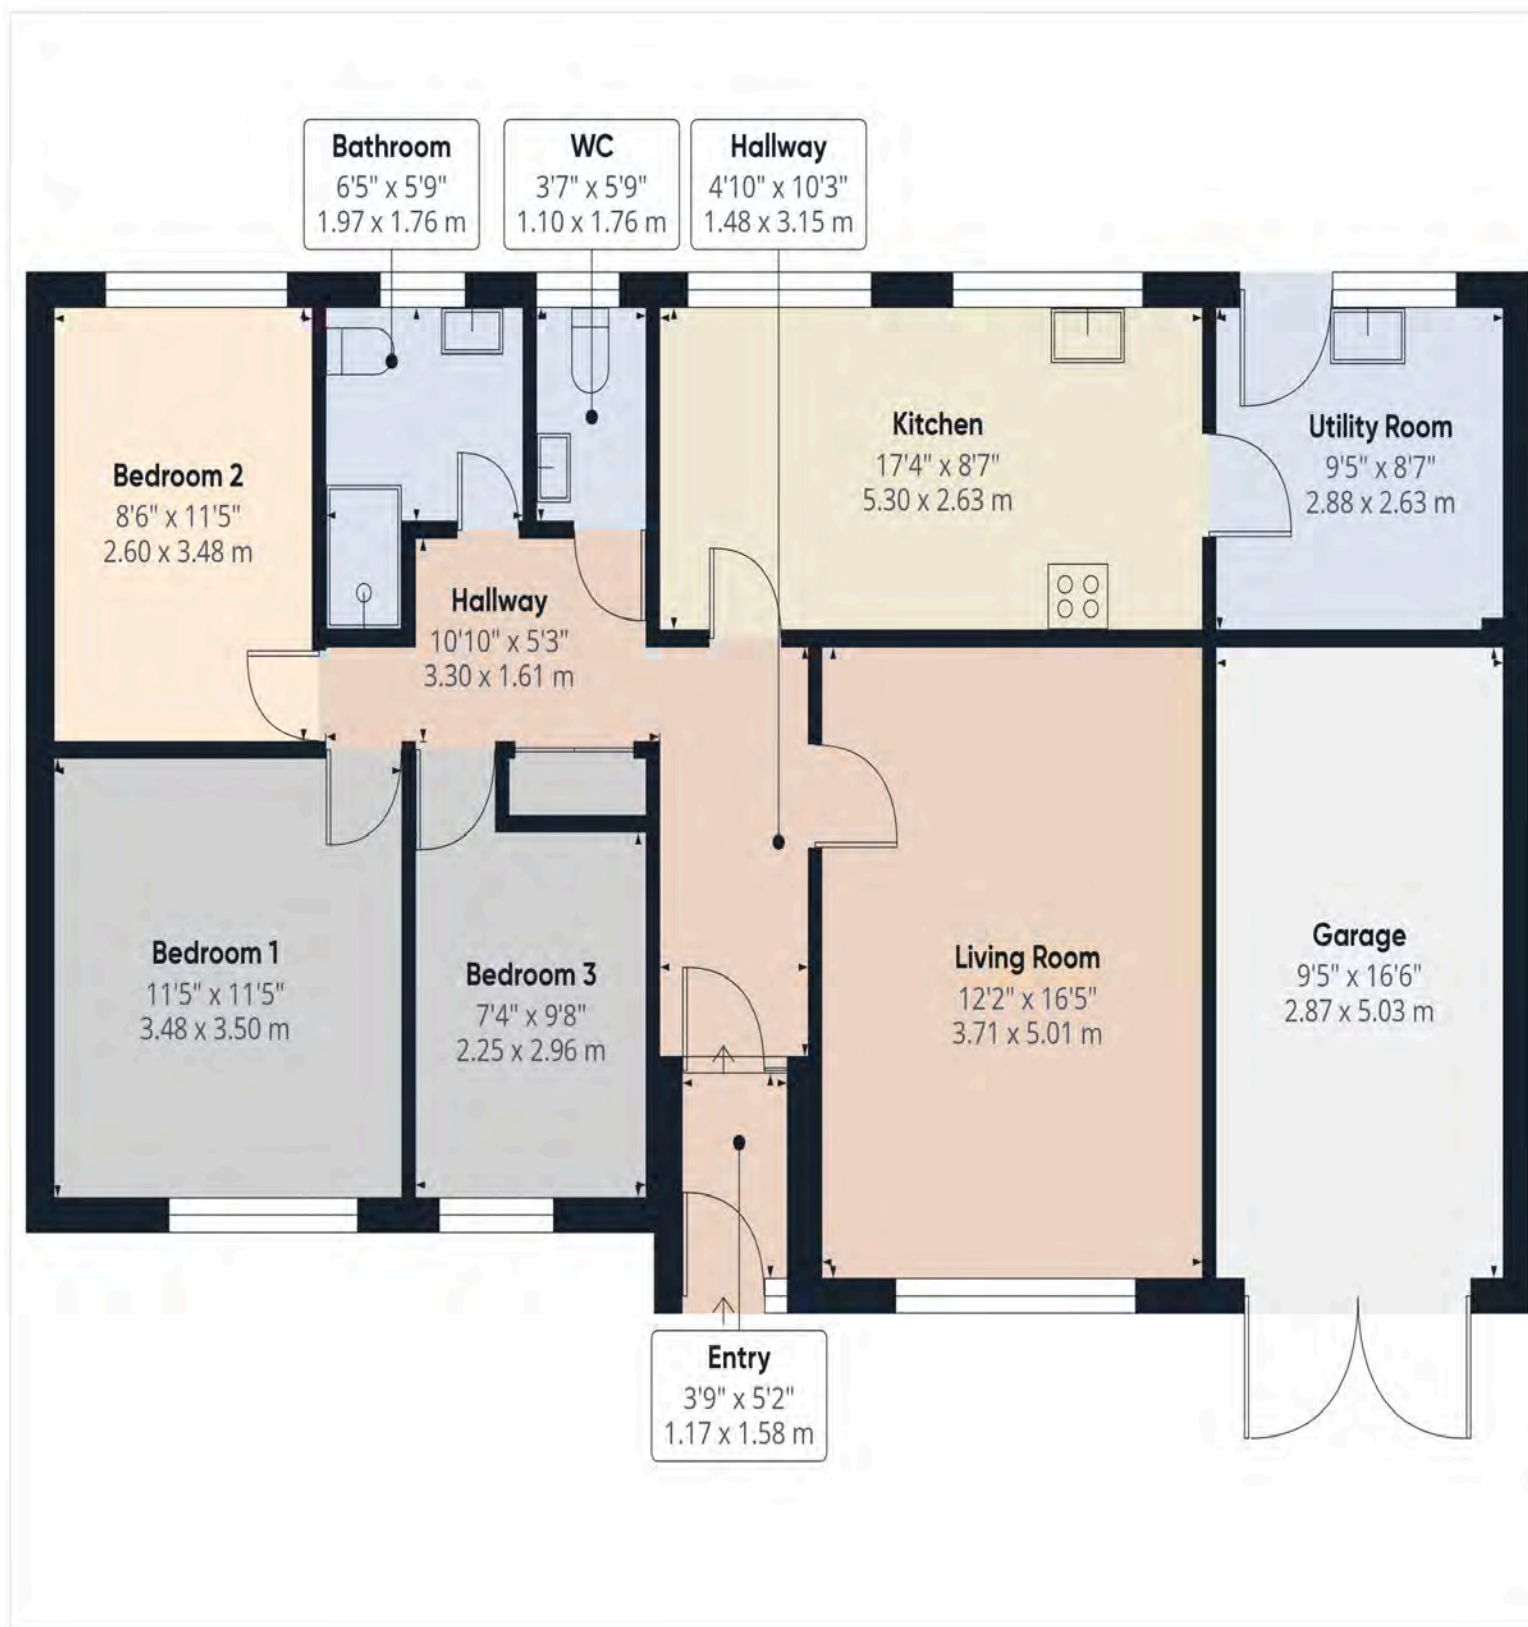 Bathroom
6'5" x 5'9"
1.97 x 1.76 m
WC
3'7" x 5'9"
1.10 x 1.76 m
Hallway
4'10" x 10'3"
1.48 x 3.15 m
Bedroom 2
8'6" x 11'5"
2.60 x 3.48 m
Kitchen
17'4" x 8'7"
5.30 x 2.63 m
Utility Room
9'5" x 8'7"
2.88 x 2.63 m
Hallway
10'10" x 5'3"
3.30 x 1.61 m
Bedroom 1
11'5" x 11'5"
3.48 x 3.50 m
Bedroom 3
7'4" x 9'8"
2.25 x 2.96 m
Living Room
12'2" x 16'5"
3.71 x 5.01 m
Garage
9'5" x 16'6"
2.87 x 5.03 m
Entry
3'9" x 5'2"
1.17 x 1.58 m